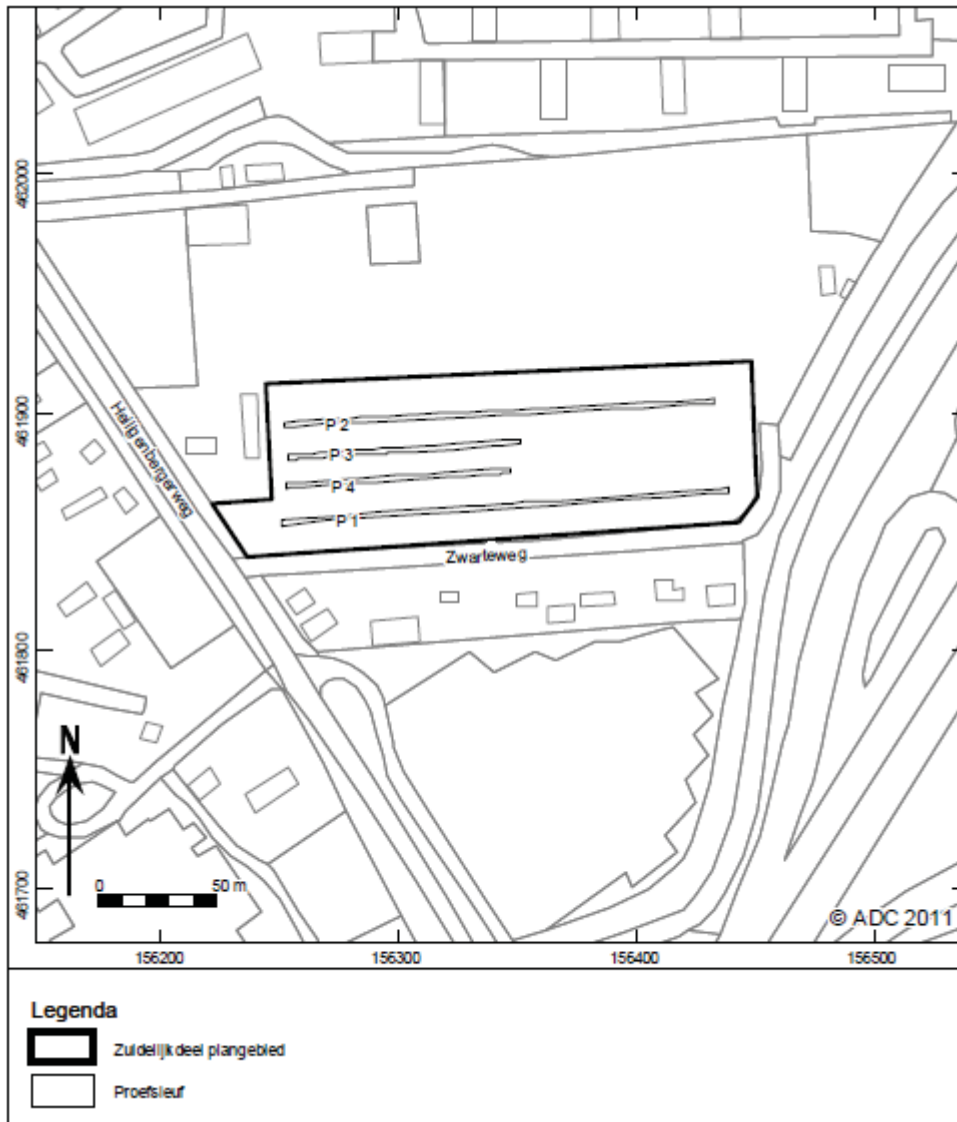 462000
461900
461800
461700
Heiligenbergerweg
P 2
P 3
P 4
P 1
Zwarteweg
N
0 50 m
© ADC 2011
156200 156300 156400 156500
Legenda
Zuidelijk deel plangebied
Proefsleuf